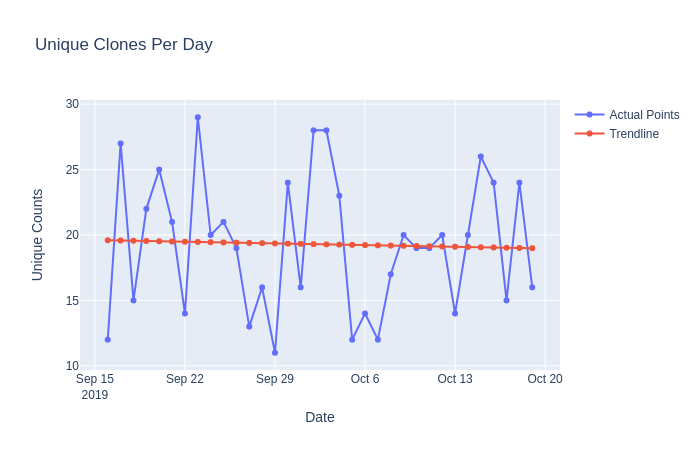 Unique Clones Per Day
Actual Points
Trendline
Unique Counts
30
25
20
15
10
Sep 15
2019
Sep 22
Sep 29
Oct 6
Oct 13
Oct 20
Date